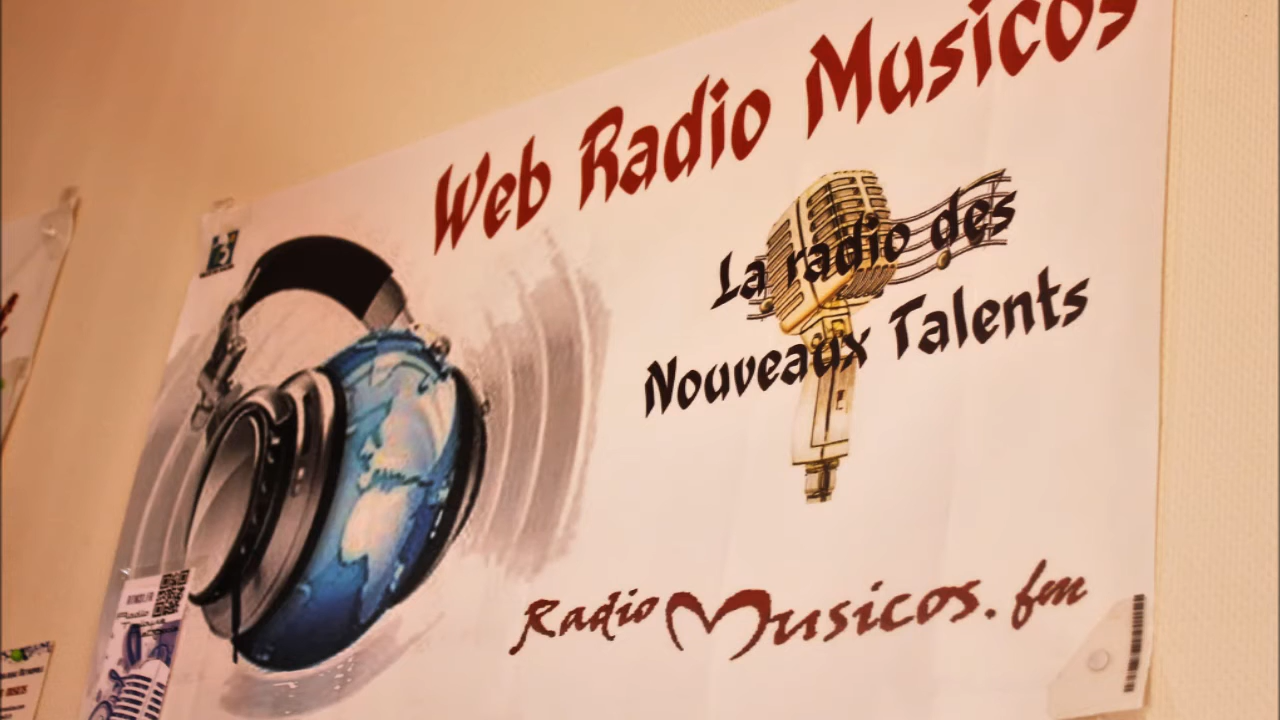 Web Radio Musicos
La radio des
Nouveaux Talents
RadioMusicos.fm